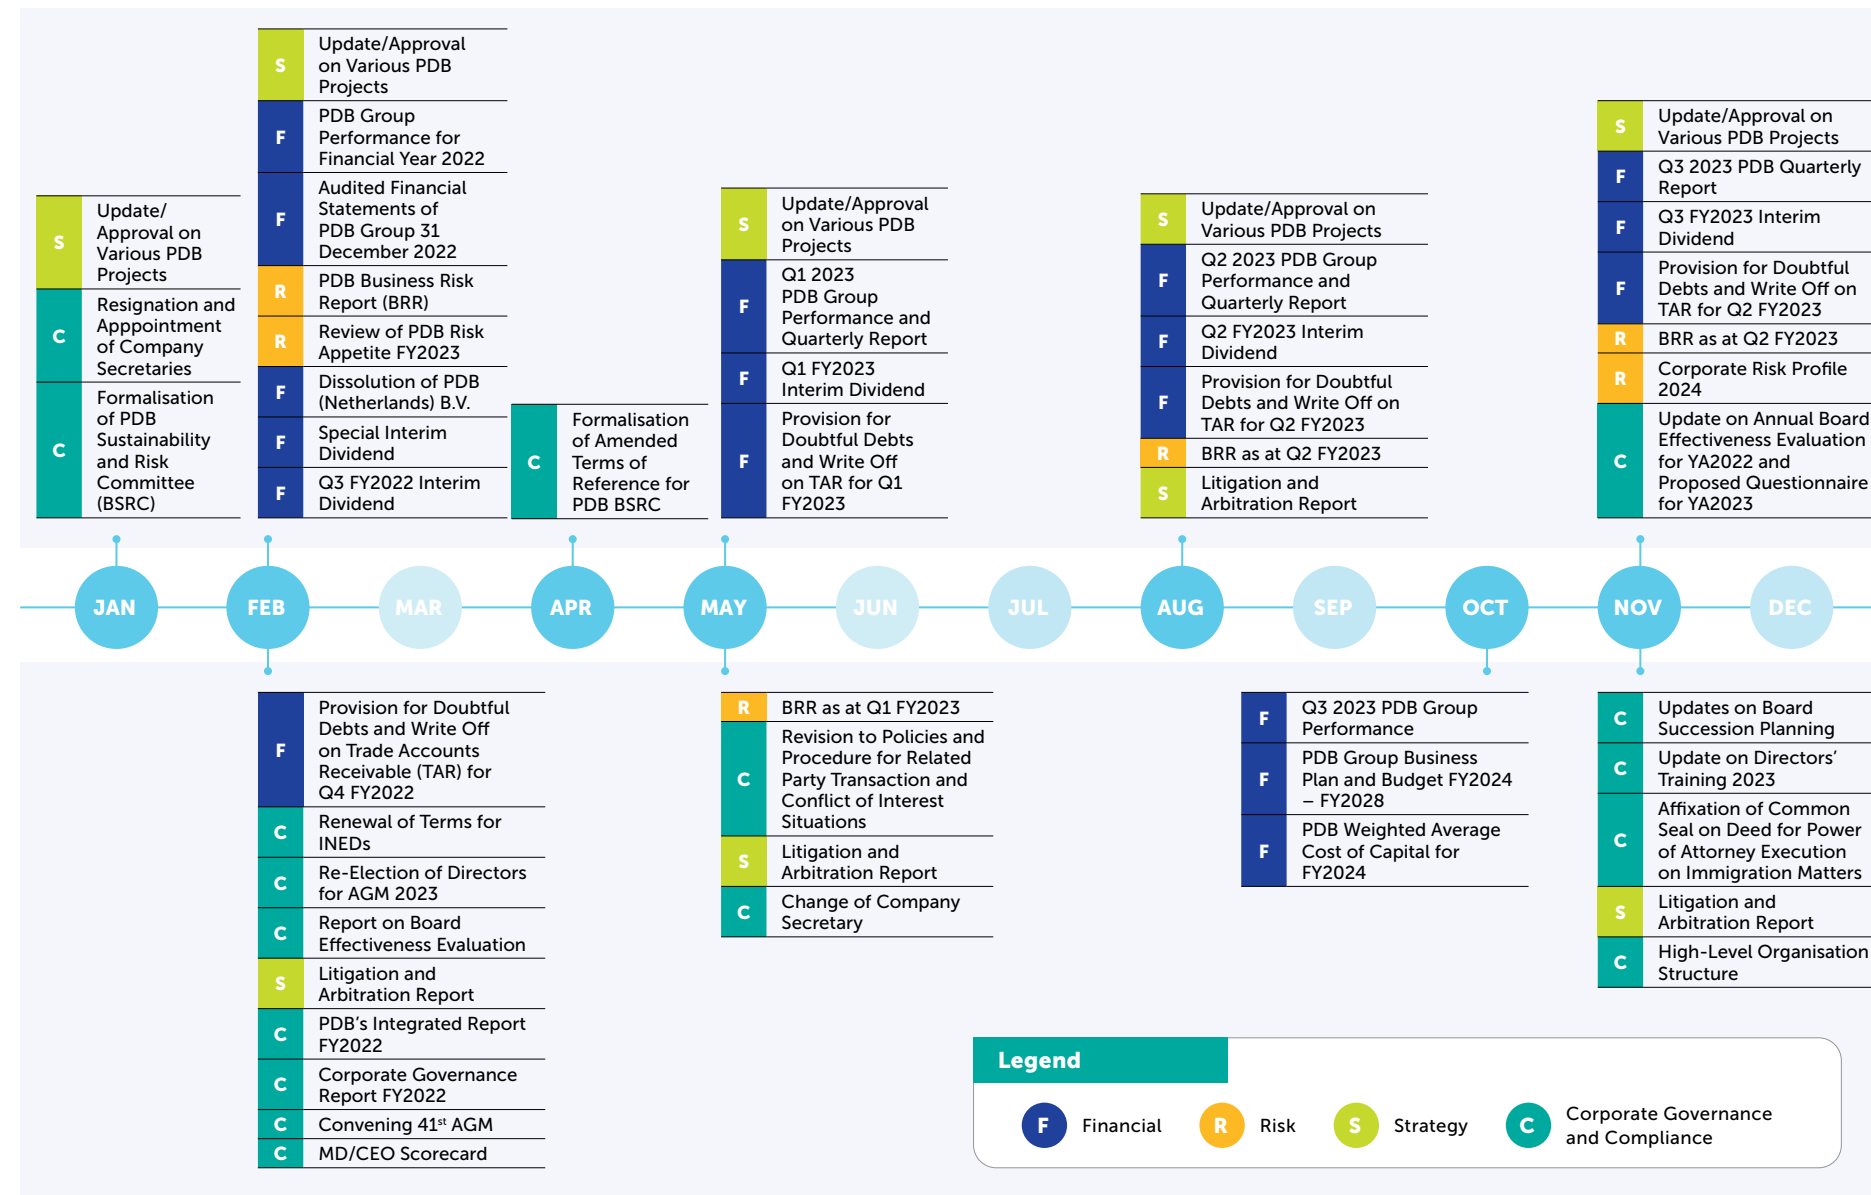 S
Update/
Approval on
Various PDB
Projects
C
Resignation and
Apppointment
of Company
Secretaries
C
Formalisation
of PDB
Sustainability
and Risk
Committee
(BSRC)
S
Update/Approval
on Various PDB
Projects
F
PDB Group
Performance for
Financial Year 2022
F
Audited Financial
Statements of
PDB Group 31
December 2022
R
PDB Business Risk
Report (BRR)
R
Review of PDB Risk
Appetite FY2023
F
Dissolution of PDB
(Netherlands) B.V.
F
Special Interim
Dividend
F
Q3 FY2022 Interim
Dividend
C
Formalisation
of Amended
Terms of
Reference for
PDB BSRC
S
Update/Approval
on Various PDB
Projects
F
Q1 2023
PDB Group
Performance and
Quarterly Report
F
Q1 FY2023
Interim Dividend
F
Provision for
Doubtful Debts
and Write Off
on TAR for Q1
FY2023
S
Update/Approval on
Various PDB Projects
F
Q2 2023 PDB Group
Performance and
Quarterly Report
F
Q2 FY2023 Interim
Dividend
F
Provision for Doubtful
Debts and Write Off on
TAR for Q2 FY2023
R
BRR as at Q2 FY2023
S
Litigation and
Arbitration Report
S
Update/Approval on
Various PDB Projects
F
Q3 2023 PDB Quarterly
Report
F
Q3 FY2023 Interim
Dividend
F
Provision for Doubtful
Debts and Write Off on
TAR for Q2 FY2023
R
BRR as at Q2 FY2023
R
Corporate Risk Profile
2024
C
Update on Annual Board
Effectiveness Evaluation
for YA2022 and
Proposed Questionnaire
for YA2023
JAN
FEB
MAR
APR
MAY
JUN
JUL
AUG
SEP
OCT
NOV
DEC
F
Provision for Doubtful
Debts and Write Off
on Trade Accounts
Receivable (TAR) for
Q4 FY2022
C
Renewal of Terms for
INEDs
C
Re-Election of Directors
for AGM 2023
C
Report on Board
Effectiveness Evaluation
S
Litigation and
Arbitration Report
C
PDB's Integrated Report
FY2022
C
Corporate Governance
Report FY2022
C
Convening 41st AGM
C
MD/CEO Scorecard
R
BRR as at Q1 FY2023
C
Revision to Policies and
Procedure for Related
Party Transaction and
Conflict of Interest
Situations
S
Litigation and
Arbitration Report
C
Change of Company
Secretary
F
Q3 2023 PDB Group
Performance
F
PDB Group Business
Plan and Budget FY2024
– FY2028
F
PDB Weighted Average
Cost of Capital for
FY2024
C
Updates on Board
Succession Planning
C
Update on Directors'
Training 2023
C
Affixation of Common
Seal on Deed for Power
of Attorney Execution
on Immigration Matters
S
Litigation and
Arbitration Report
C
High-Level Organisation
Structure
Legend
F Financial
R Risk
S Strategy
C Corporate Governance
and Compliance